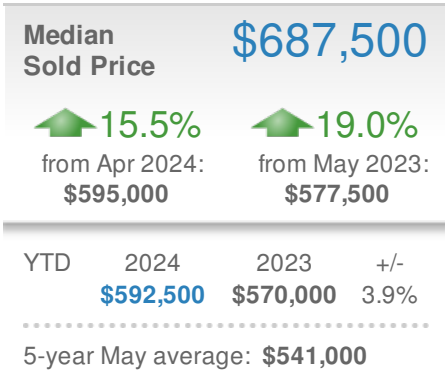 Median
Sold Price
$687,500
15.5% 19.0%
from Apr 2024: from May 2023:
$595,000 $577,500
YTD 2024 2023 +/-
$592,500 $570,000 3.9%
5-year May average: $541,000